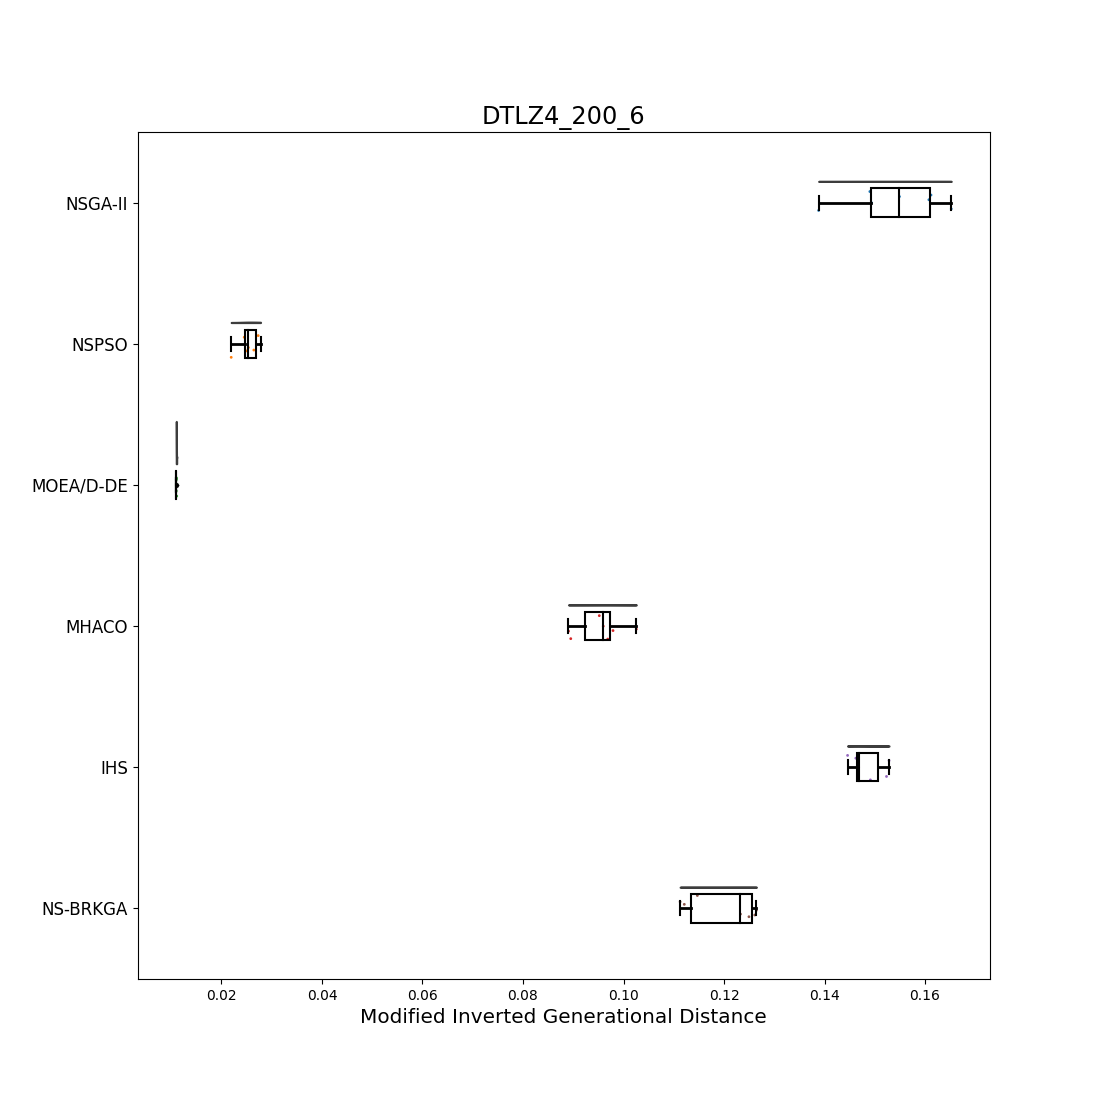 DTLZ4_200_6
NSGA-II
NSPSO
MOEA/D-DE
MHACO
IHS
NS-BRKGA
0.02 0.04 0.06 0.08 0.10 0.12 0.14 0.16
Modified Inverted Generational Distance